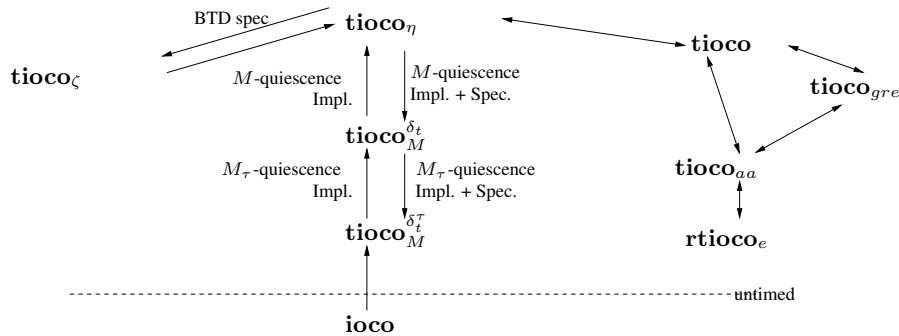 BTD spec
tioco_η
tioco
tioco_ζ
tioco_gre
M-quiescence
Impl.
M-quiescence
Impl. + Spec.
tioco_M^{δ_t}
M_τ-quiescence
Impl.
M_τ-quiescence
Impl. + Spec.
tioco_aa
tioco_M^{δ_t^τ}
rtioco_e
untimed
ioco